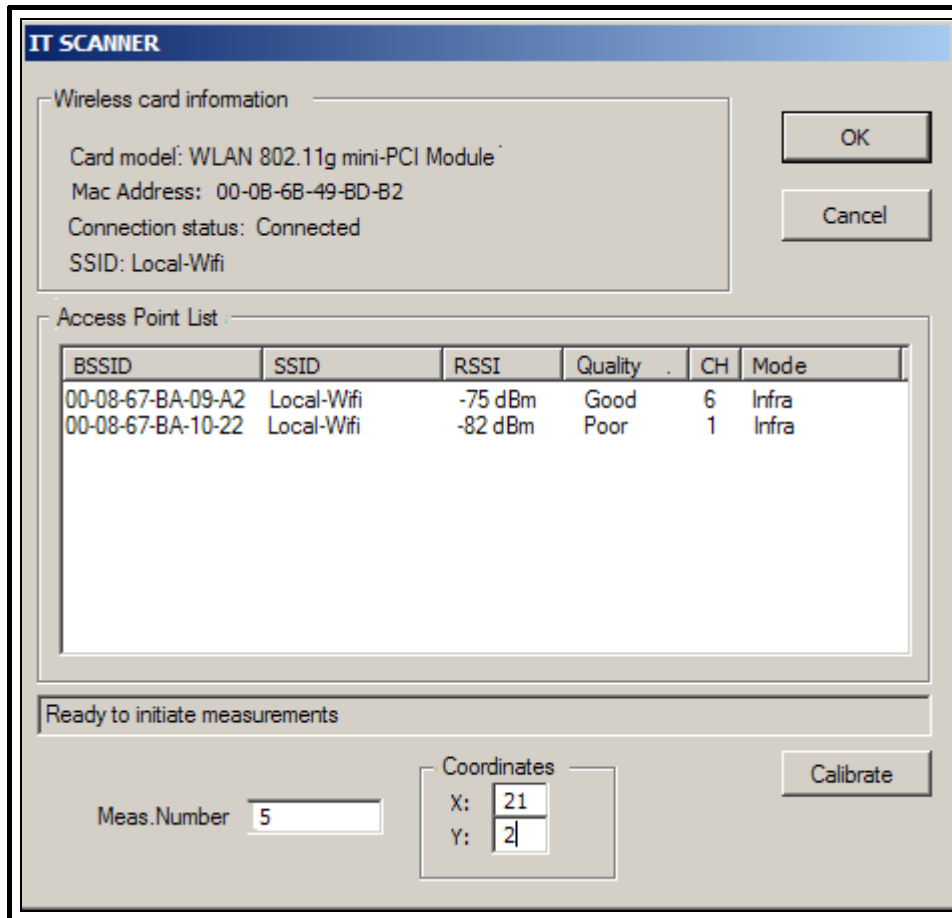 IT SCANNER
Wireless card information
OK
Card model: WLAN 802.11g mini-PCI Module
Mac Address: 00-0B-6B-49-BD-B2
Cancel
Connection status: Connected
SSID: Local-Wifi
Access Point List
BSSID SSID RSSI Quality . CH Mode
00-08-67-BA-09-A2 Local-Wifi -75 dBm Good 6 Infra
00-08-67-BA-10-22 Local-Wifi -82 dBm Poor 1 Infra
Ready to initiate measurements
Coordinates
Calibrate
Meas.Number 5
X: 21
Y: 2